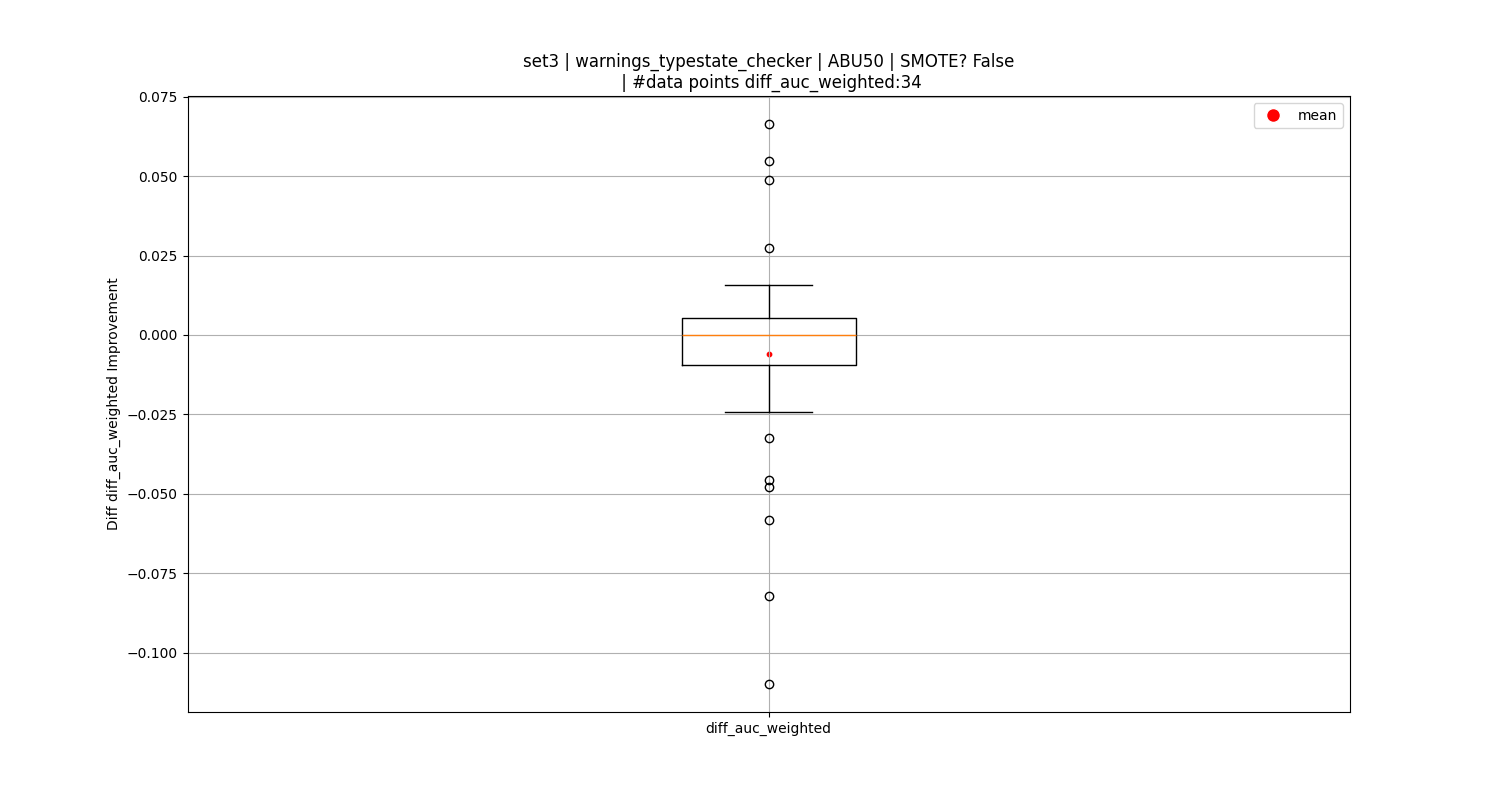 set3 | warnings_typestate_checker | ABU50 | SMOTE? False
| #data points diff_auc_weighted:34
mean
0.075
0.050
0.025
0.000
−0.025
−0.050
−0.075
−0.100
Diff diff_auc_weighted Improvement
diff_auc_weighted